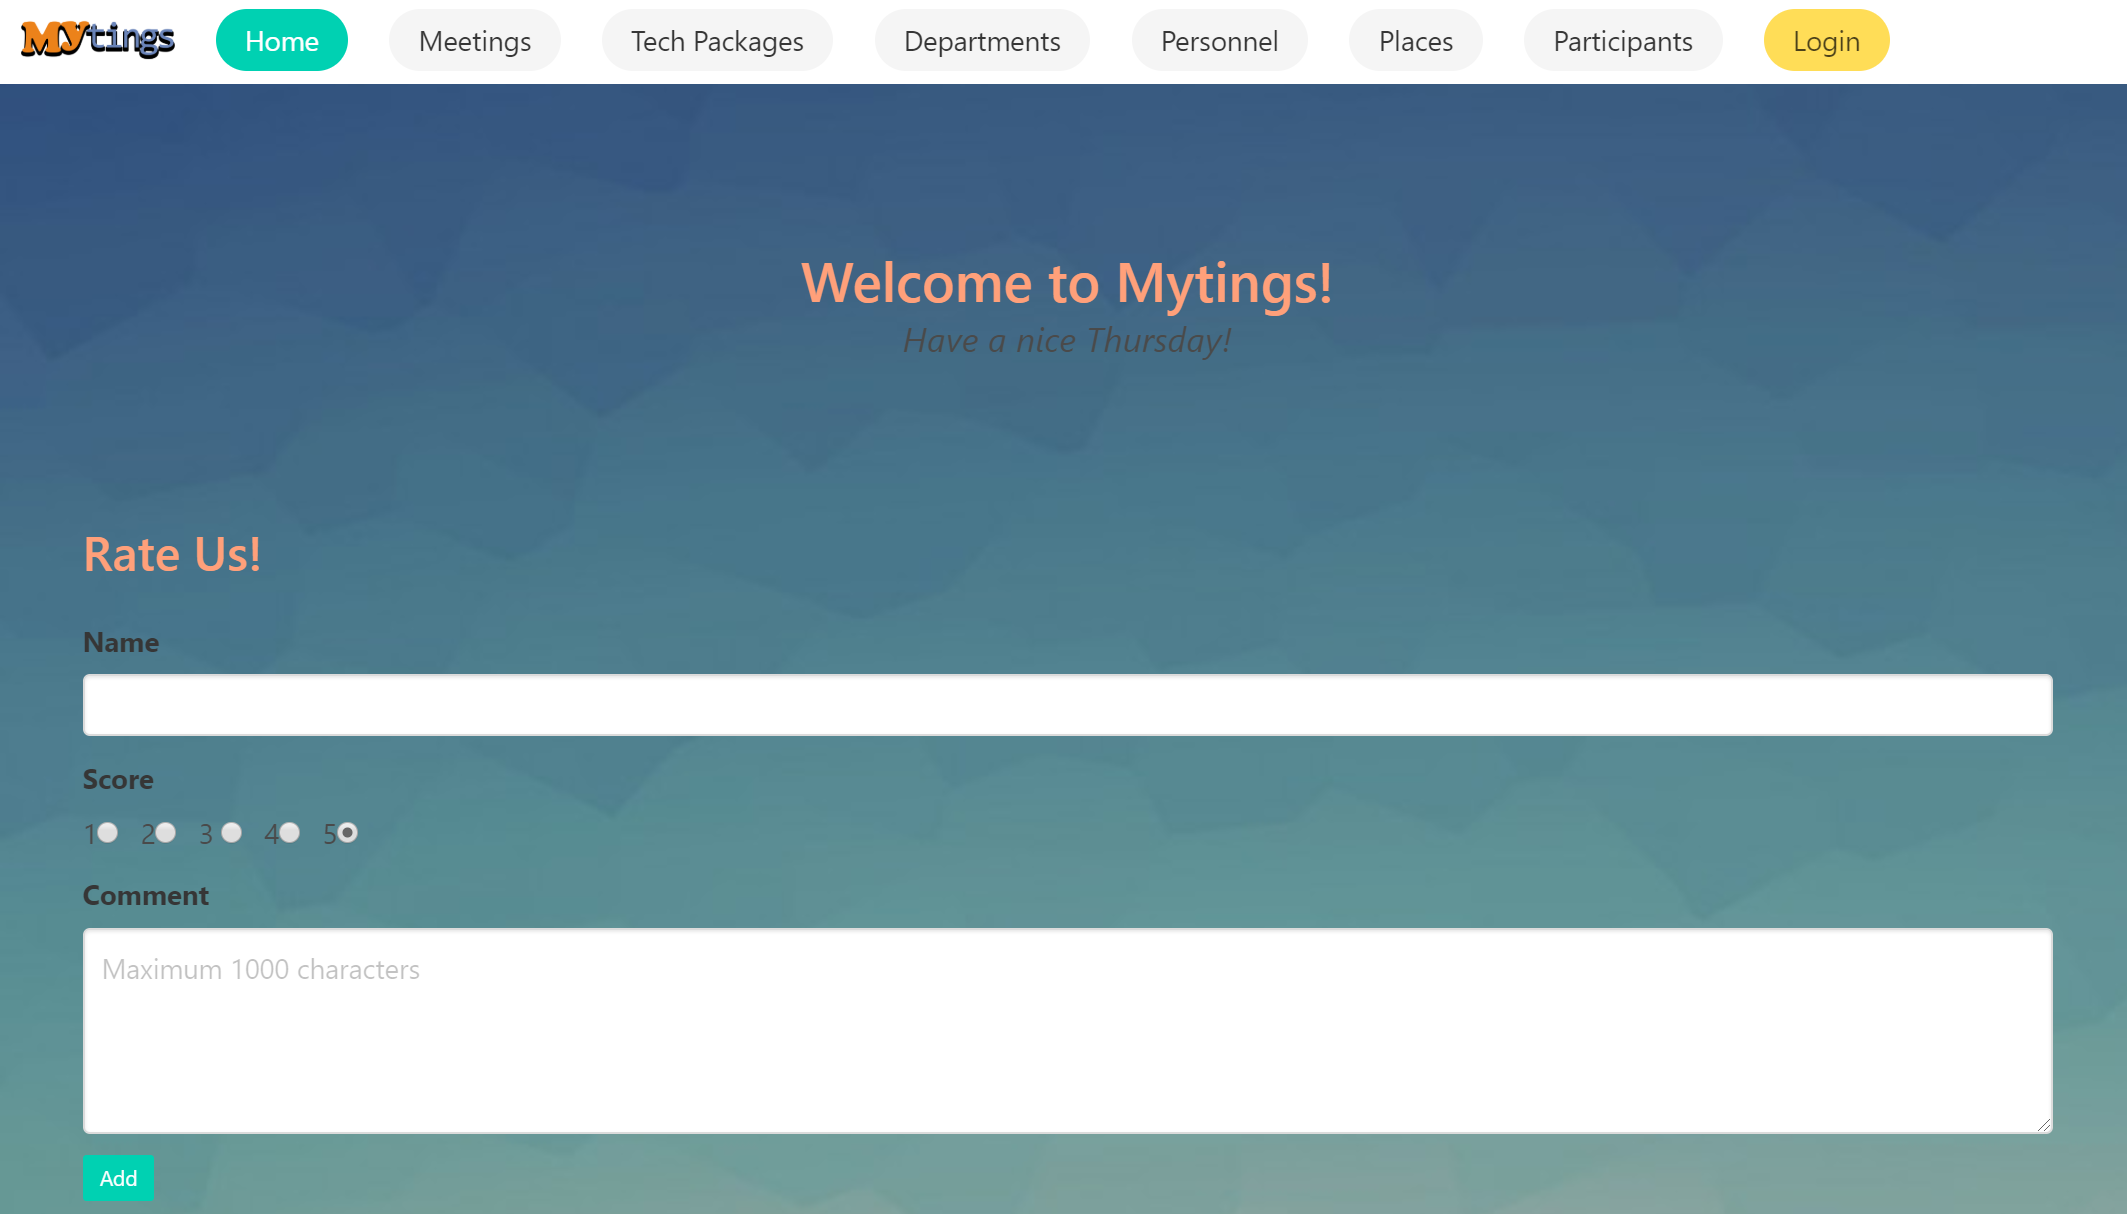 MYtings Home Meetings Tech Packages Departments Personnel Places Participants Login
Welcome to Mytings!
Have a nice Thursday!
Rate Us!
Name
Score
1 2 3 4 5
Comment
Maximum 1000 characters
Add